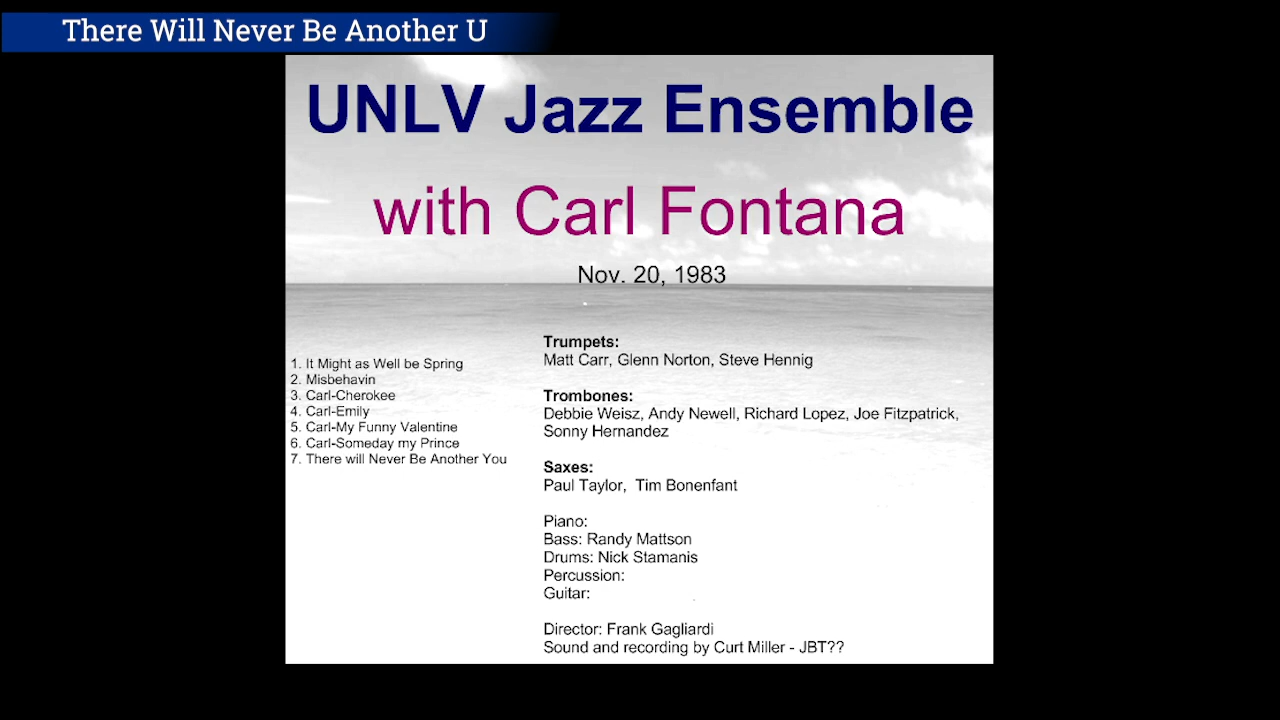 There Will Never Be Another U
UNLV Jazz Ensemble
with Carl Fontana
Nov. 20, 1983
1. It Might as Well be Spring
2. Misbehavin
3. Carl-Cherokee
4. Carl-Emily
5. Carl-My Funny Valentine
6. Carl-Someday my Prince
7. There will Never Be Another You
Trumpets:
Matt Carr, Glenn Norton, Steve Hennig
Trombones:
Debbie Weisz, Andy Newell, Richard Lopez, Joe Fitzpatrick,
Sonny Hernandez
Saxes:
Paul Taylor,  Tim Bonenfant
Piano:
Bass: Randy Mattson
Drums: Nick Stamanis
Percussion:
Guitar:
Director: Frank Gagliardi
Sound and recording by Curt Miller - JBT??